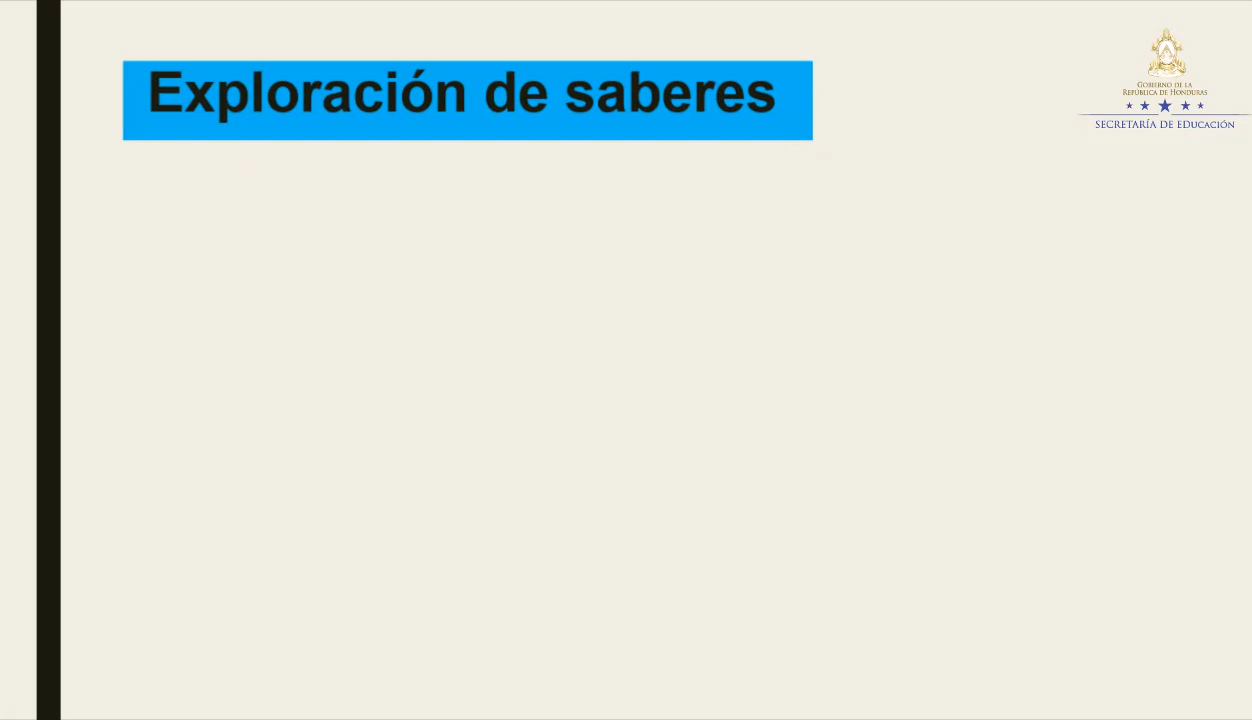 Exploración de saberes
GOBIERNO DE LA
REPÚBLICA DE HONDURAS
SECRETARÍA DE EDUCACIÓN